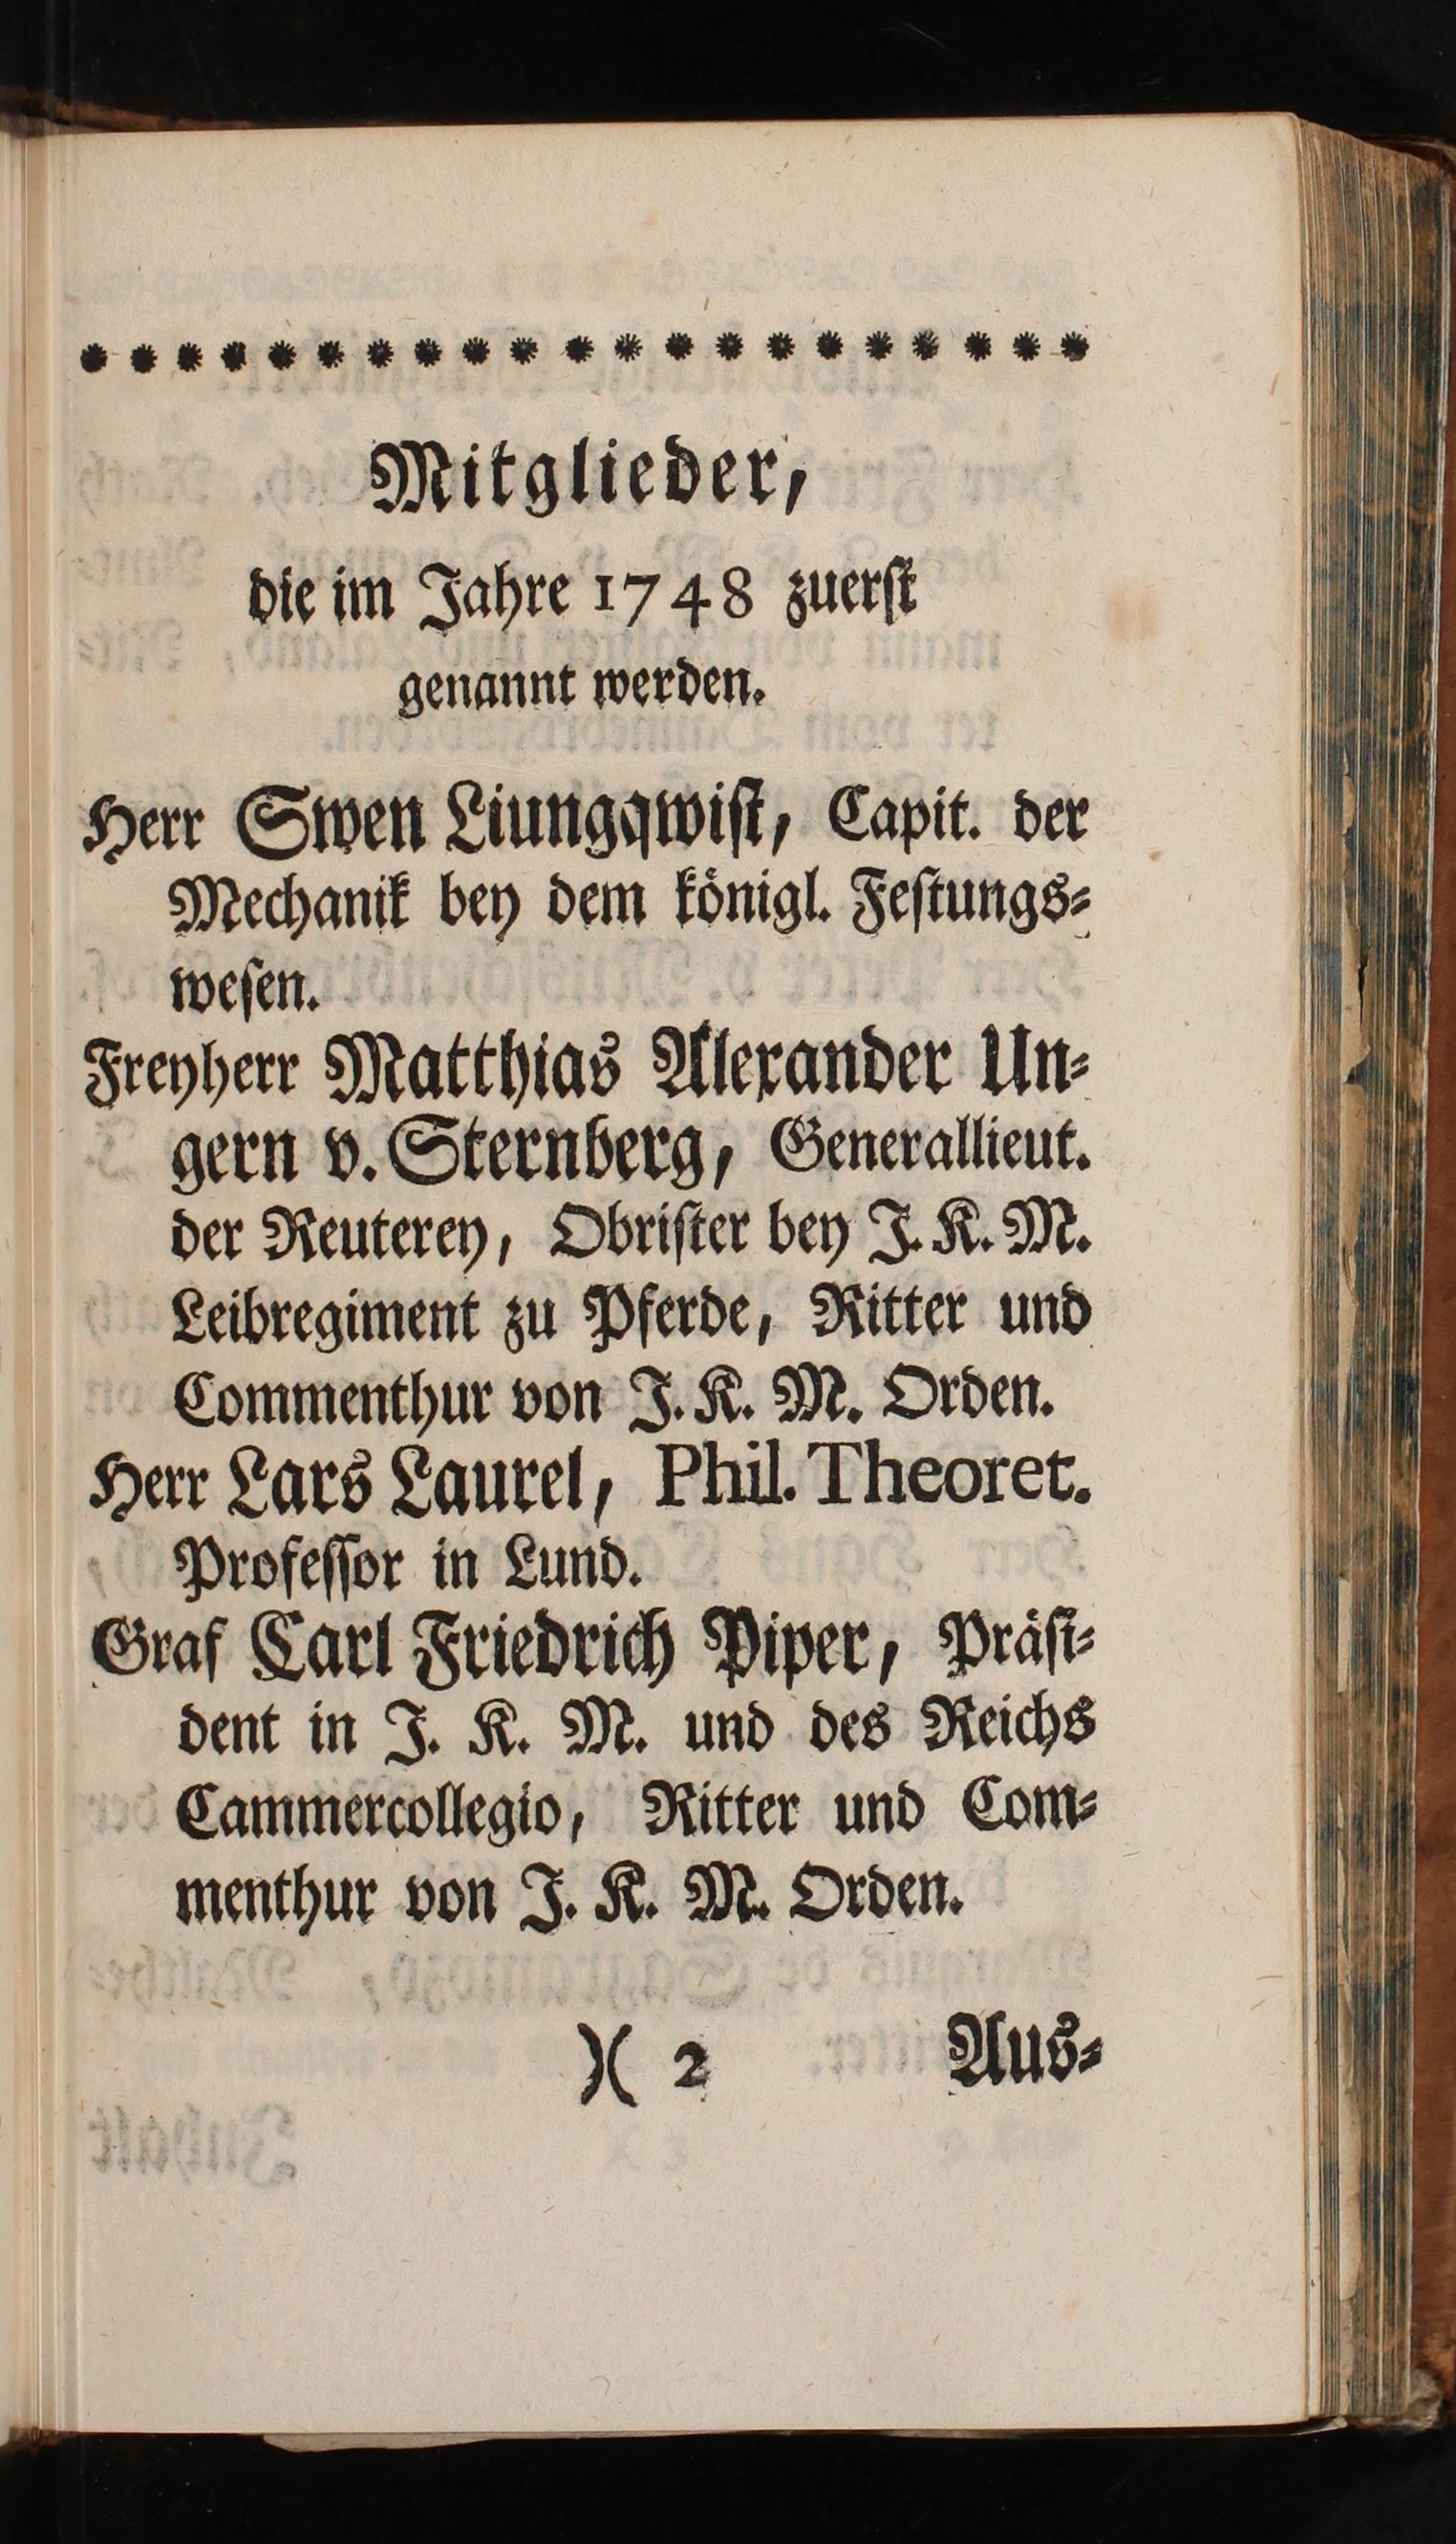 Mitglieder,
die im Jahre 1748 zuerſt
genannt werden.
Herr Swen Liungqwiſt, Capit. der
Mechanik bey dem königl. Feſtungs-
weſen.
Freyherr Matthias Alexander Un-
gern v. Sternberg, Generallieut.
der Reuterey, Obriſter bey J. K. M.
Leibregiment zu Pferde, Ritter und
Commenthur von J. K. M. Orden.
Herr Lars Laurel, Phil. Theoret.
Profeſſor in Lund.
Graf Carl Friedrich Piper, Präſi-
dent in J. K. M. und des Reichs
Cammercollegio, Ritter und Com-
menthur von J. K. M. Orden.
)( 2 Aus-